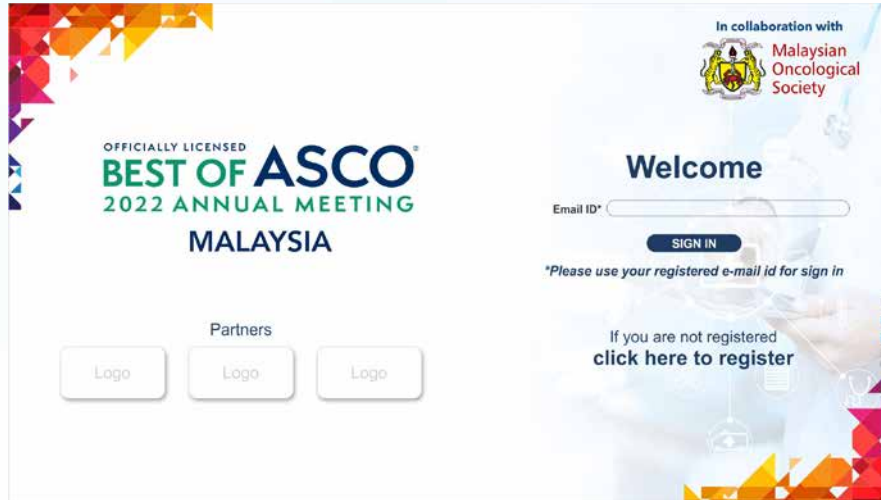 In collaboration with
Malaysian
Oncological
Society
OFFICIALLY LICENSED
BEST OF ASCO®
2022 ANNUAL MEETING
MALAYSIA
Partners
Logo
Logo
Logo
Welcome
Email ID*
SIGN IN
*Please use your registered e-mail id for sign in
If you are not registered
click here to register